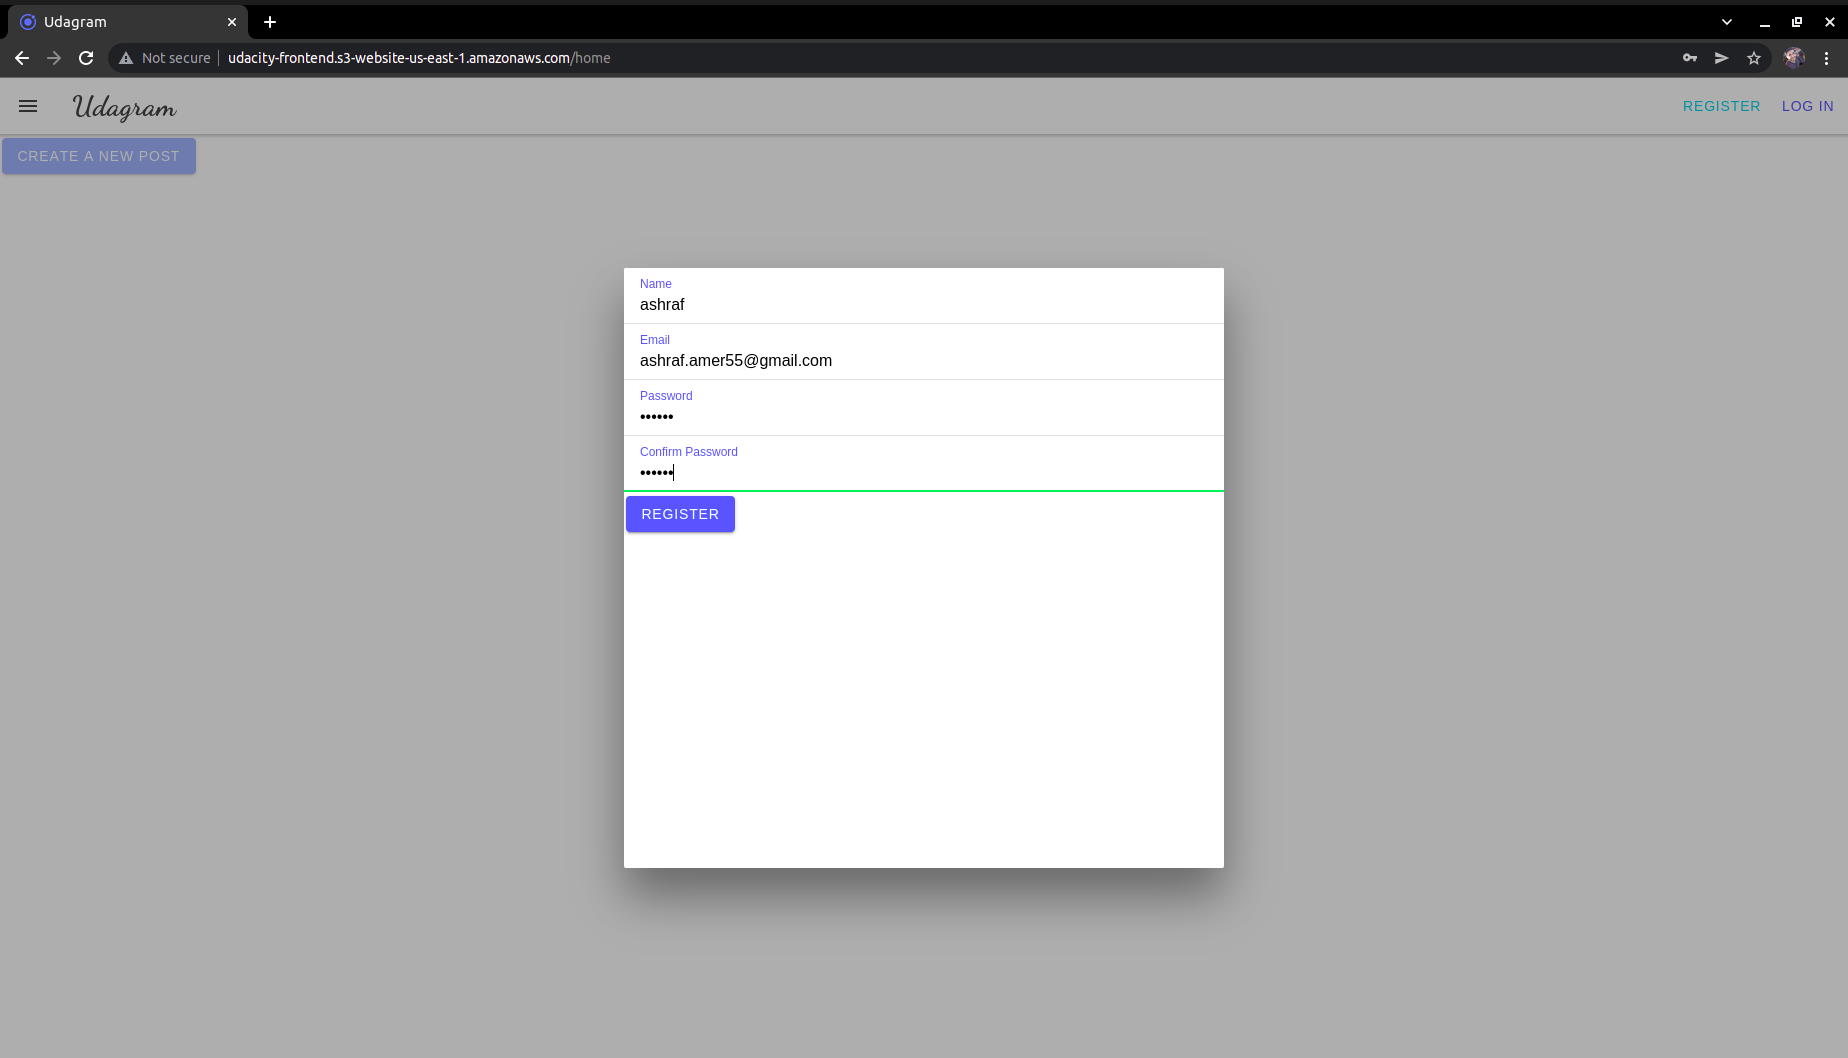 Udagram
Not secure udacity-frontend.s3-website-us-east-1.amazonaws.com/home
Udagram REGISTER LOG IN
CREATE A NEW POST
Name
ashraf
Email
ashraf.amer55@gmail.com
Password
••••••
Confirm Password
••••••
REGISTER